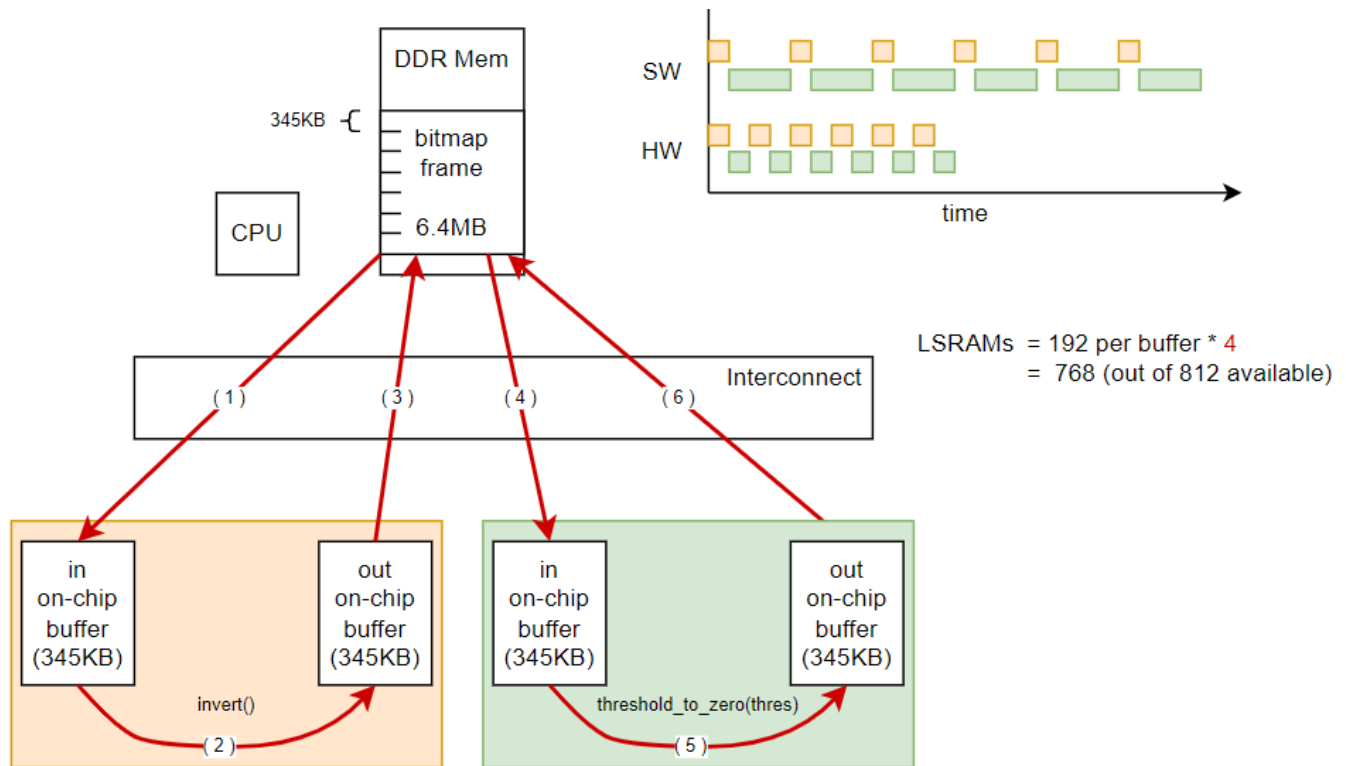 DDR Mem
345KB
bitmap
frame
6.4MB
CPU
SW
HW
time
LSRAMs = 192 per buffer * 4
= 768 (out of 812 available)
Interconnect
( 1 )
( 3 )
( 4 )
( 6 )
in
on-chip
buffer
(345KB)
out
on-chip
buffer
(345KB)
invert()
( 2 )
in
on-chip
buffer
(345KB)
out
on-chip
buffer
(345KB)
threshold_to_zero(thres)
( 5 )